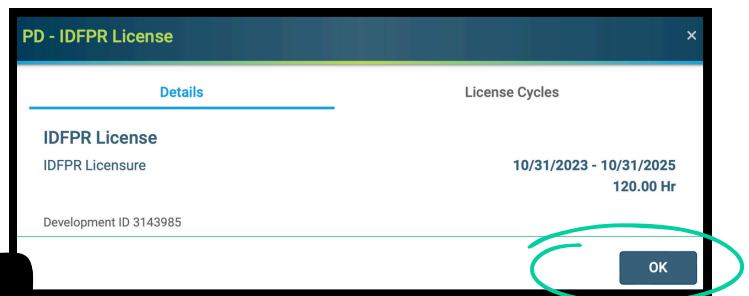 PD - IDFPR License ×
Details License Cycles
IDFPR License
IDFPR Licensure 10/31/2023 - 10/31/2025
120.00 Hr
Development ID 3143985
OK